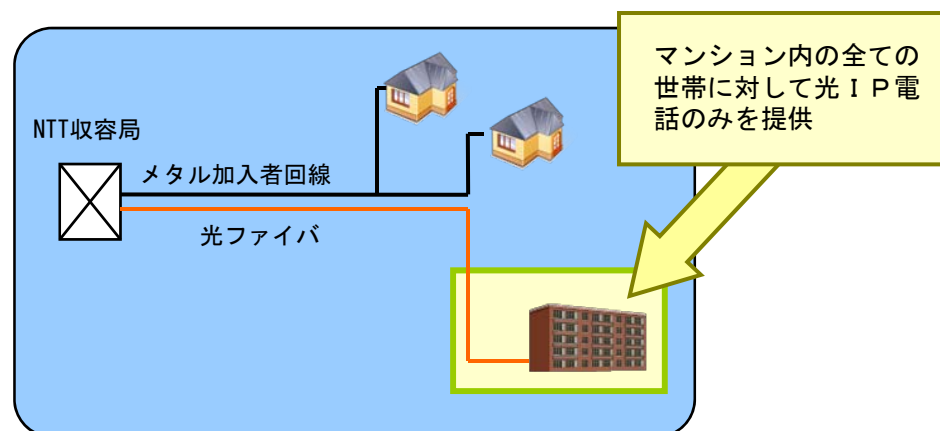 マンション内の全ての
世帯に対して光ＩＰ電
話のみを提供
NTT収容局
メタル加入者回線
光ファイバ